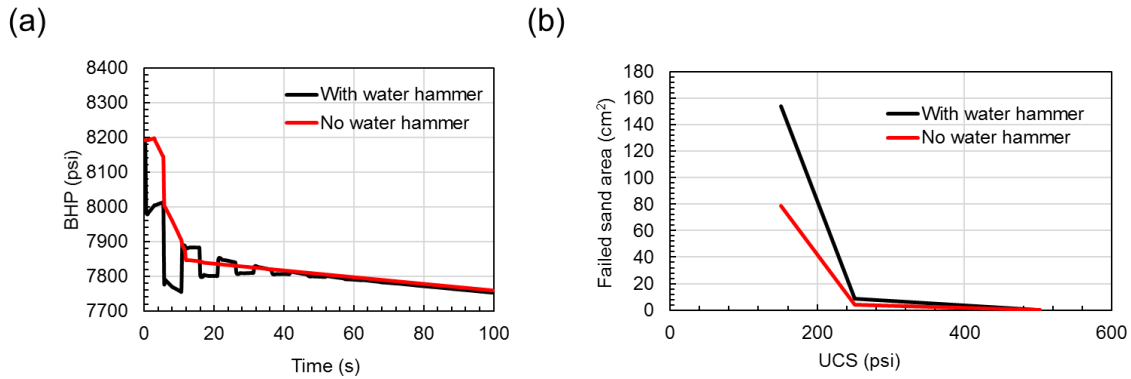 (a)
8400
8300
8200
8100
8000
7900
7800
7700
BHP (psi)
With water hammer
No water hammer
0
20
40
60
80
100
Time (s)
(b)
180
160
140
120
100
80
60
40
20
0
Failed sand area (cm²)
With water hammer
No water hammer
0
200
400
600
UCS (psi)